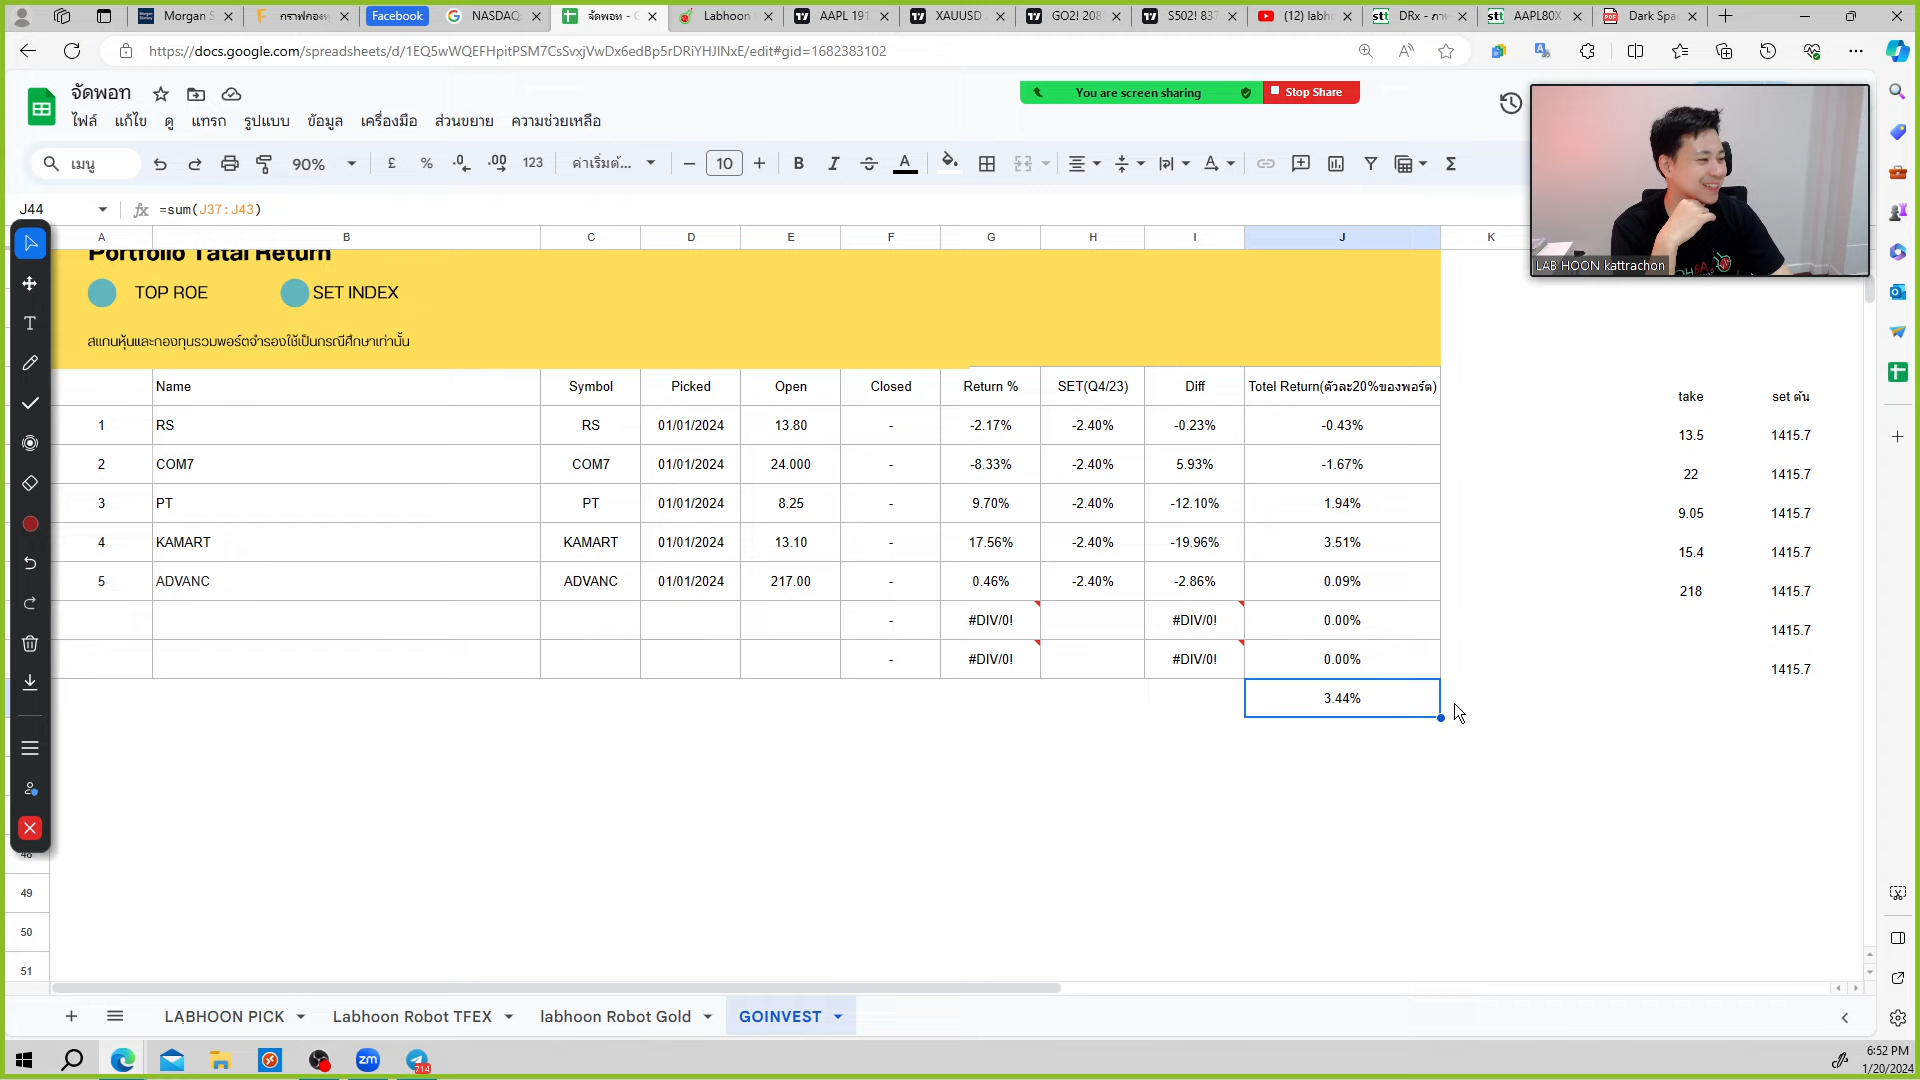 Morgan S
กราฟกองท
Facebook
NASDAQ
จัดพอท - G
Labhoon
AAPL 191
XAUUSD
GO2! 208
S502! 837
(12) labh
DRx - ภาพ
AAPL80X
Dark Spa
https://docs.google.com/spreadsheets/d/1EQ5wWQEFHpitPSM7CsSvxjVwDx6edBp5rDRiYHJINxE/edit#gid=1682383102
จัดพอท
You are screen sharing
Stop Share
ไฟล์ แก้ไข ดู แทรก รูปแบบ ข้อมูล เครื่องมือ ส่วนขยาย ความช่วยเหลือ
เมนู
90%
£ % .0 .00 123
ค่าเริ่มต้...
10
B I A
J44
fx =sum(J37:J43)
LAB HOON kattrachon
A B C D E F G H I J K
Portfolio Tatal Return
TOP ROE SET INDEX
สแกนหุ้นและกองทุนรวมพอร์ตจำรองใช้เป็นกรณีศึกษาเท่านั้น
Name Symbol Picked Open Closed Return % SET(Q4/23) Diff Totel Return(ตัวละ20%ของพอร์ต) take set ต้น
1 RS RS 01/01/2024 13.80 - -2.17% -2.40% -0.23% -0.43% 13.5 1415.7
2 COM7 COM7 01/01/2024 24.000 - -8.33% -2.40% 5.93% -1.67% 22 1415.7
3 PT PT 01/01/2024 8.25 - 9.70% -2.40% -12.10% 1.94% 9.05 1415.7
4 KAMART KAMART 01/01/2024 13.10 - 17.56% -2.40% -19.96% 3.51% 15.4 1415.7
5 ADVANC ADVANC 01/01/2024 217.00 - 0.46% -2.40% -2.86% 0.09% 218 1415.7
- #DIV/0! #DIV/0! 0.00% 1415.7
- #DIV/0! #DIV/0! 0.00% 1415.7
3.44%
49
50
51
LABHOON PICK Labhoon Robot TFEX labhoon Robot Gold GOINVEST
zm
714
6:52 PM
1/20/2024